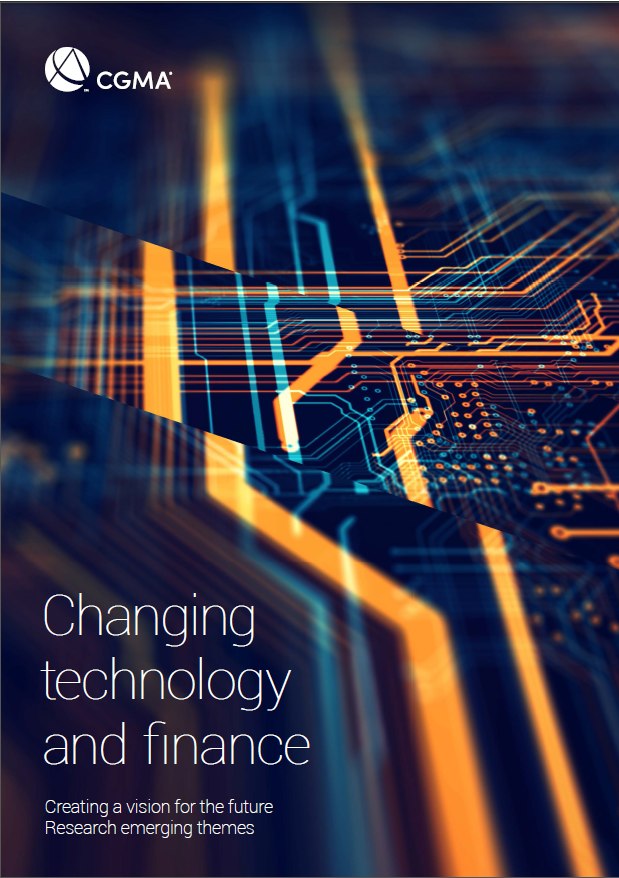 CGMA®
Changing
technology
and finance
Creating a vision for the future
Research emerging themes